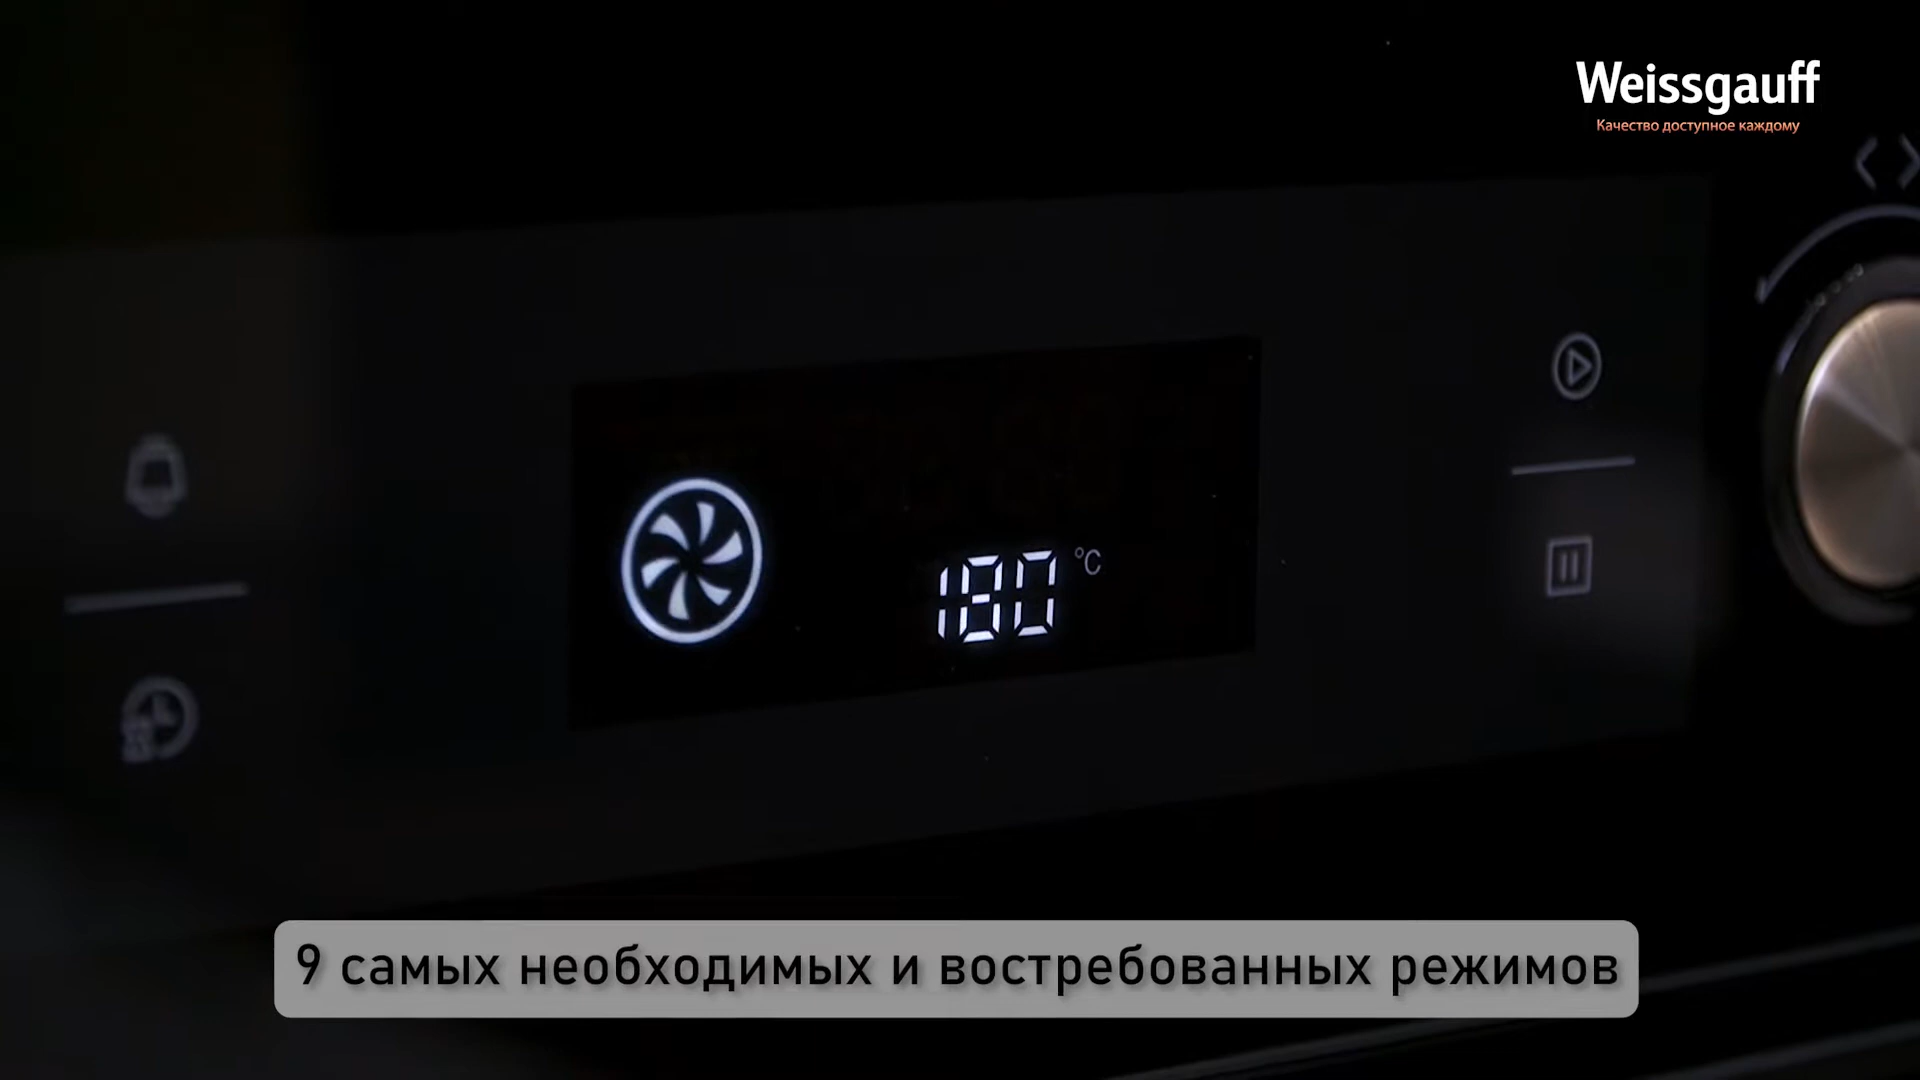 Weissgauff
Качество доступное каждому
180 °C
9 самых необходимых и востребованных режимов